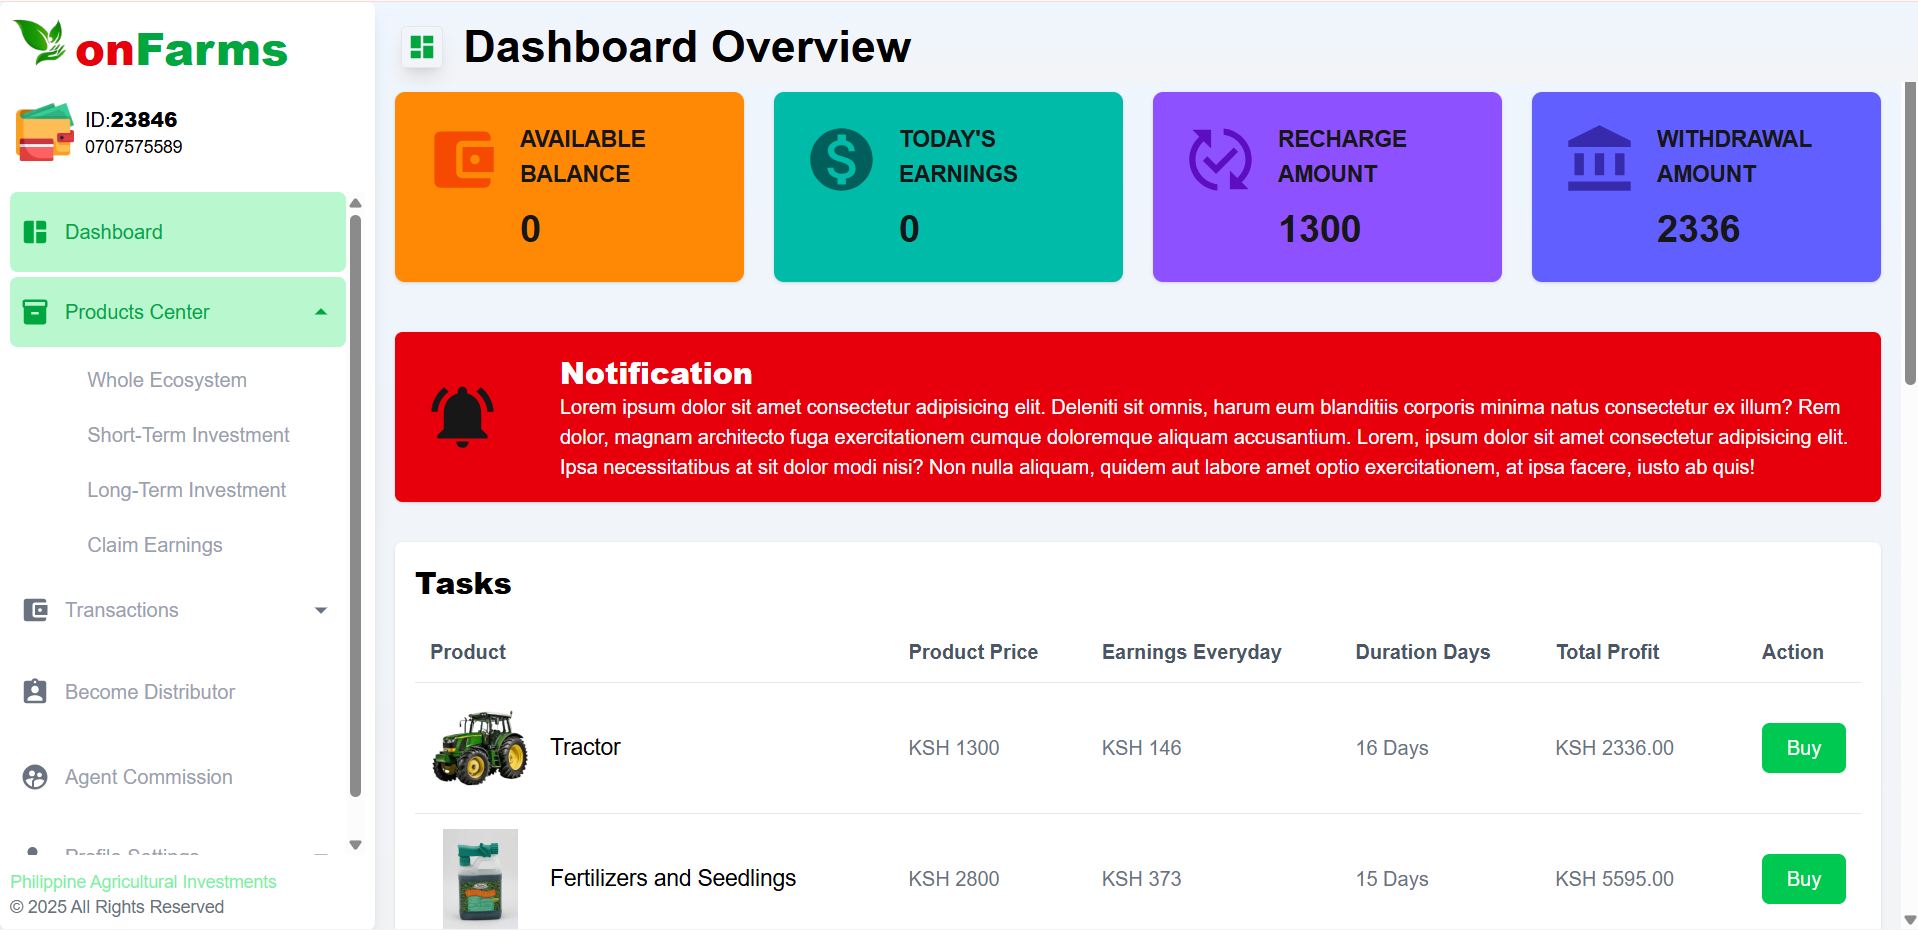 onFarms
ID:23846
0707575589
Dashboard
Products Center
Whole Ecosystem
Short-Term Investment
Long-Term Investment
Claim Earnings
Transactions
Become Distributor
Agent Commission
Profile Settings
Philippine Agricultural Investments
© 2025 All Rights Reserved
Dashboard Overview
AVAILABLE
BALANCE
0
TODAY'S
EARNINGS
0
RECHARGE
AMOUNT
1300
WITHDRAWAL
AMOUNT
2336
Notification
Lorem ipsum dolor sit amet consectetur adipisicing elit. Deleniti sit omnis, harum eum blanditiis corporis minima natus consectetur ex illum? Rem
dolor, magnam architecto fuga exercitationem cumque doloremque aliquam accusantium. Lorem, ipsum dolor sit amet consectetur adipisicing elit.
Ipsa necessitatibus at sit dolor modi nisi? Non nulla aliquam, quidem aut labore amet optio exercitationem, at ipsa facere, iusto ab quis!
Tasks
Product Product Price Earnings Everyday Duration Days Total Profit Action
Tractor KSH 1300 KSH 146 16 Days KSH 2336.00 Buy
Fertilizers and Seedlings KSH 2800 KSH 373 15 Days KSH 5595.00 Buy